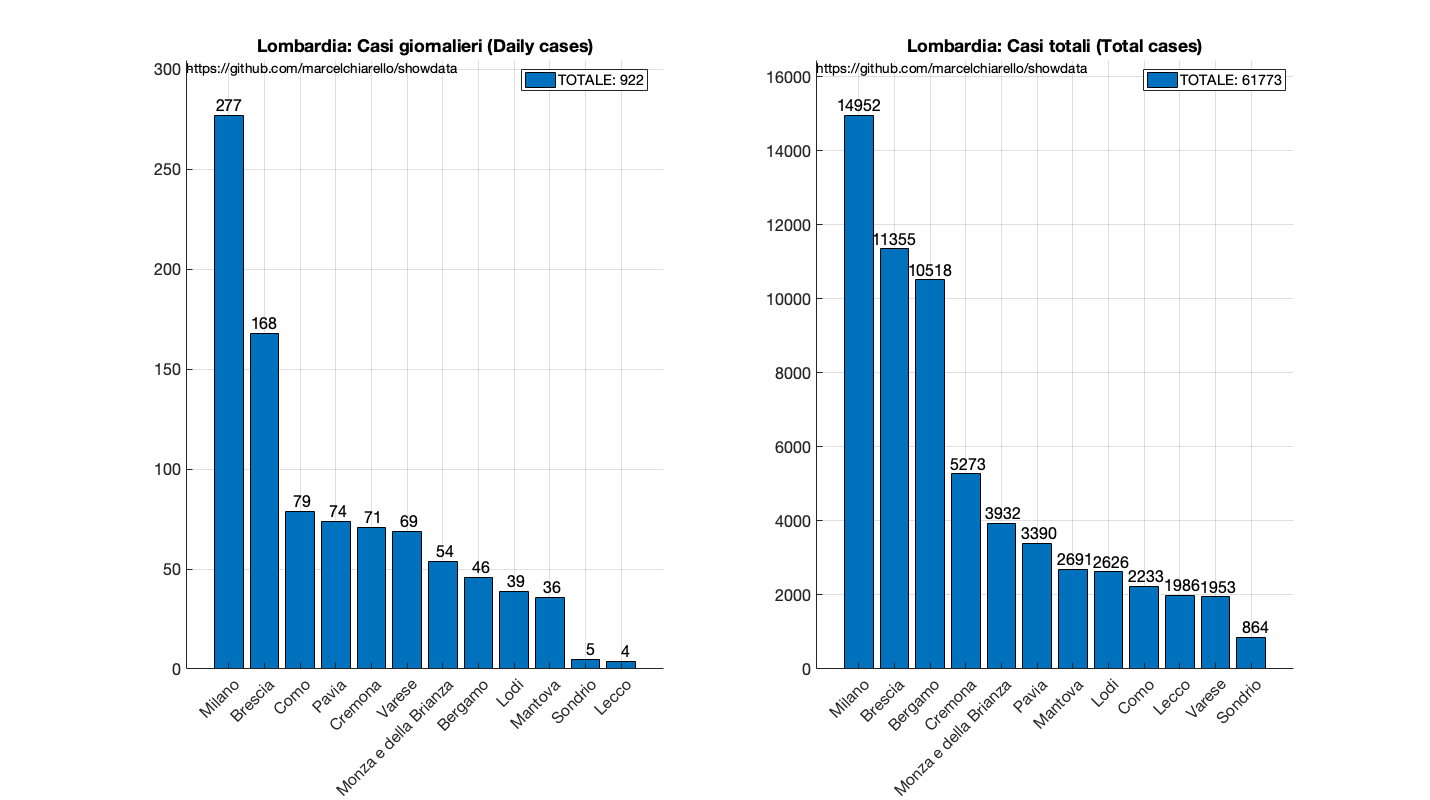 Lombardia: Casi giornalieri (Daily cases)
https://github.com/marcelchiarello/showdata
TOTALE: 922
300
250
200
150
100
50
0
277
168
79
74
71
69
54
46
39
36
5
4
Milano
Brescia
Como
Pavia
Cremona
Varese
Monza e della Brianza
Bergamo
Lodi
Mantova
Sondrio
Lecco
Lombardia: Casi totali (Total cases)
https://github.com/marcelchiarello/showdata
TOTALE: 61773
16000
14000
12000
10000
8000
6000
4000
2000
0
14952
11355
10518
5273
3932
3390
2691
2626
2233
1986
1953
864
Milano
Brescia
Bergamo
Cremona
Monza e della Brianza
Pavia
Mantova
Lodi
Como
Lecco
Varese
Sondrio